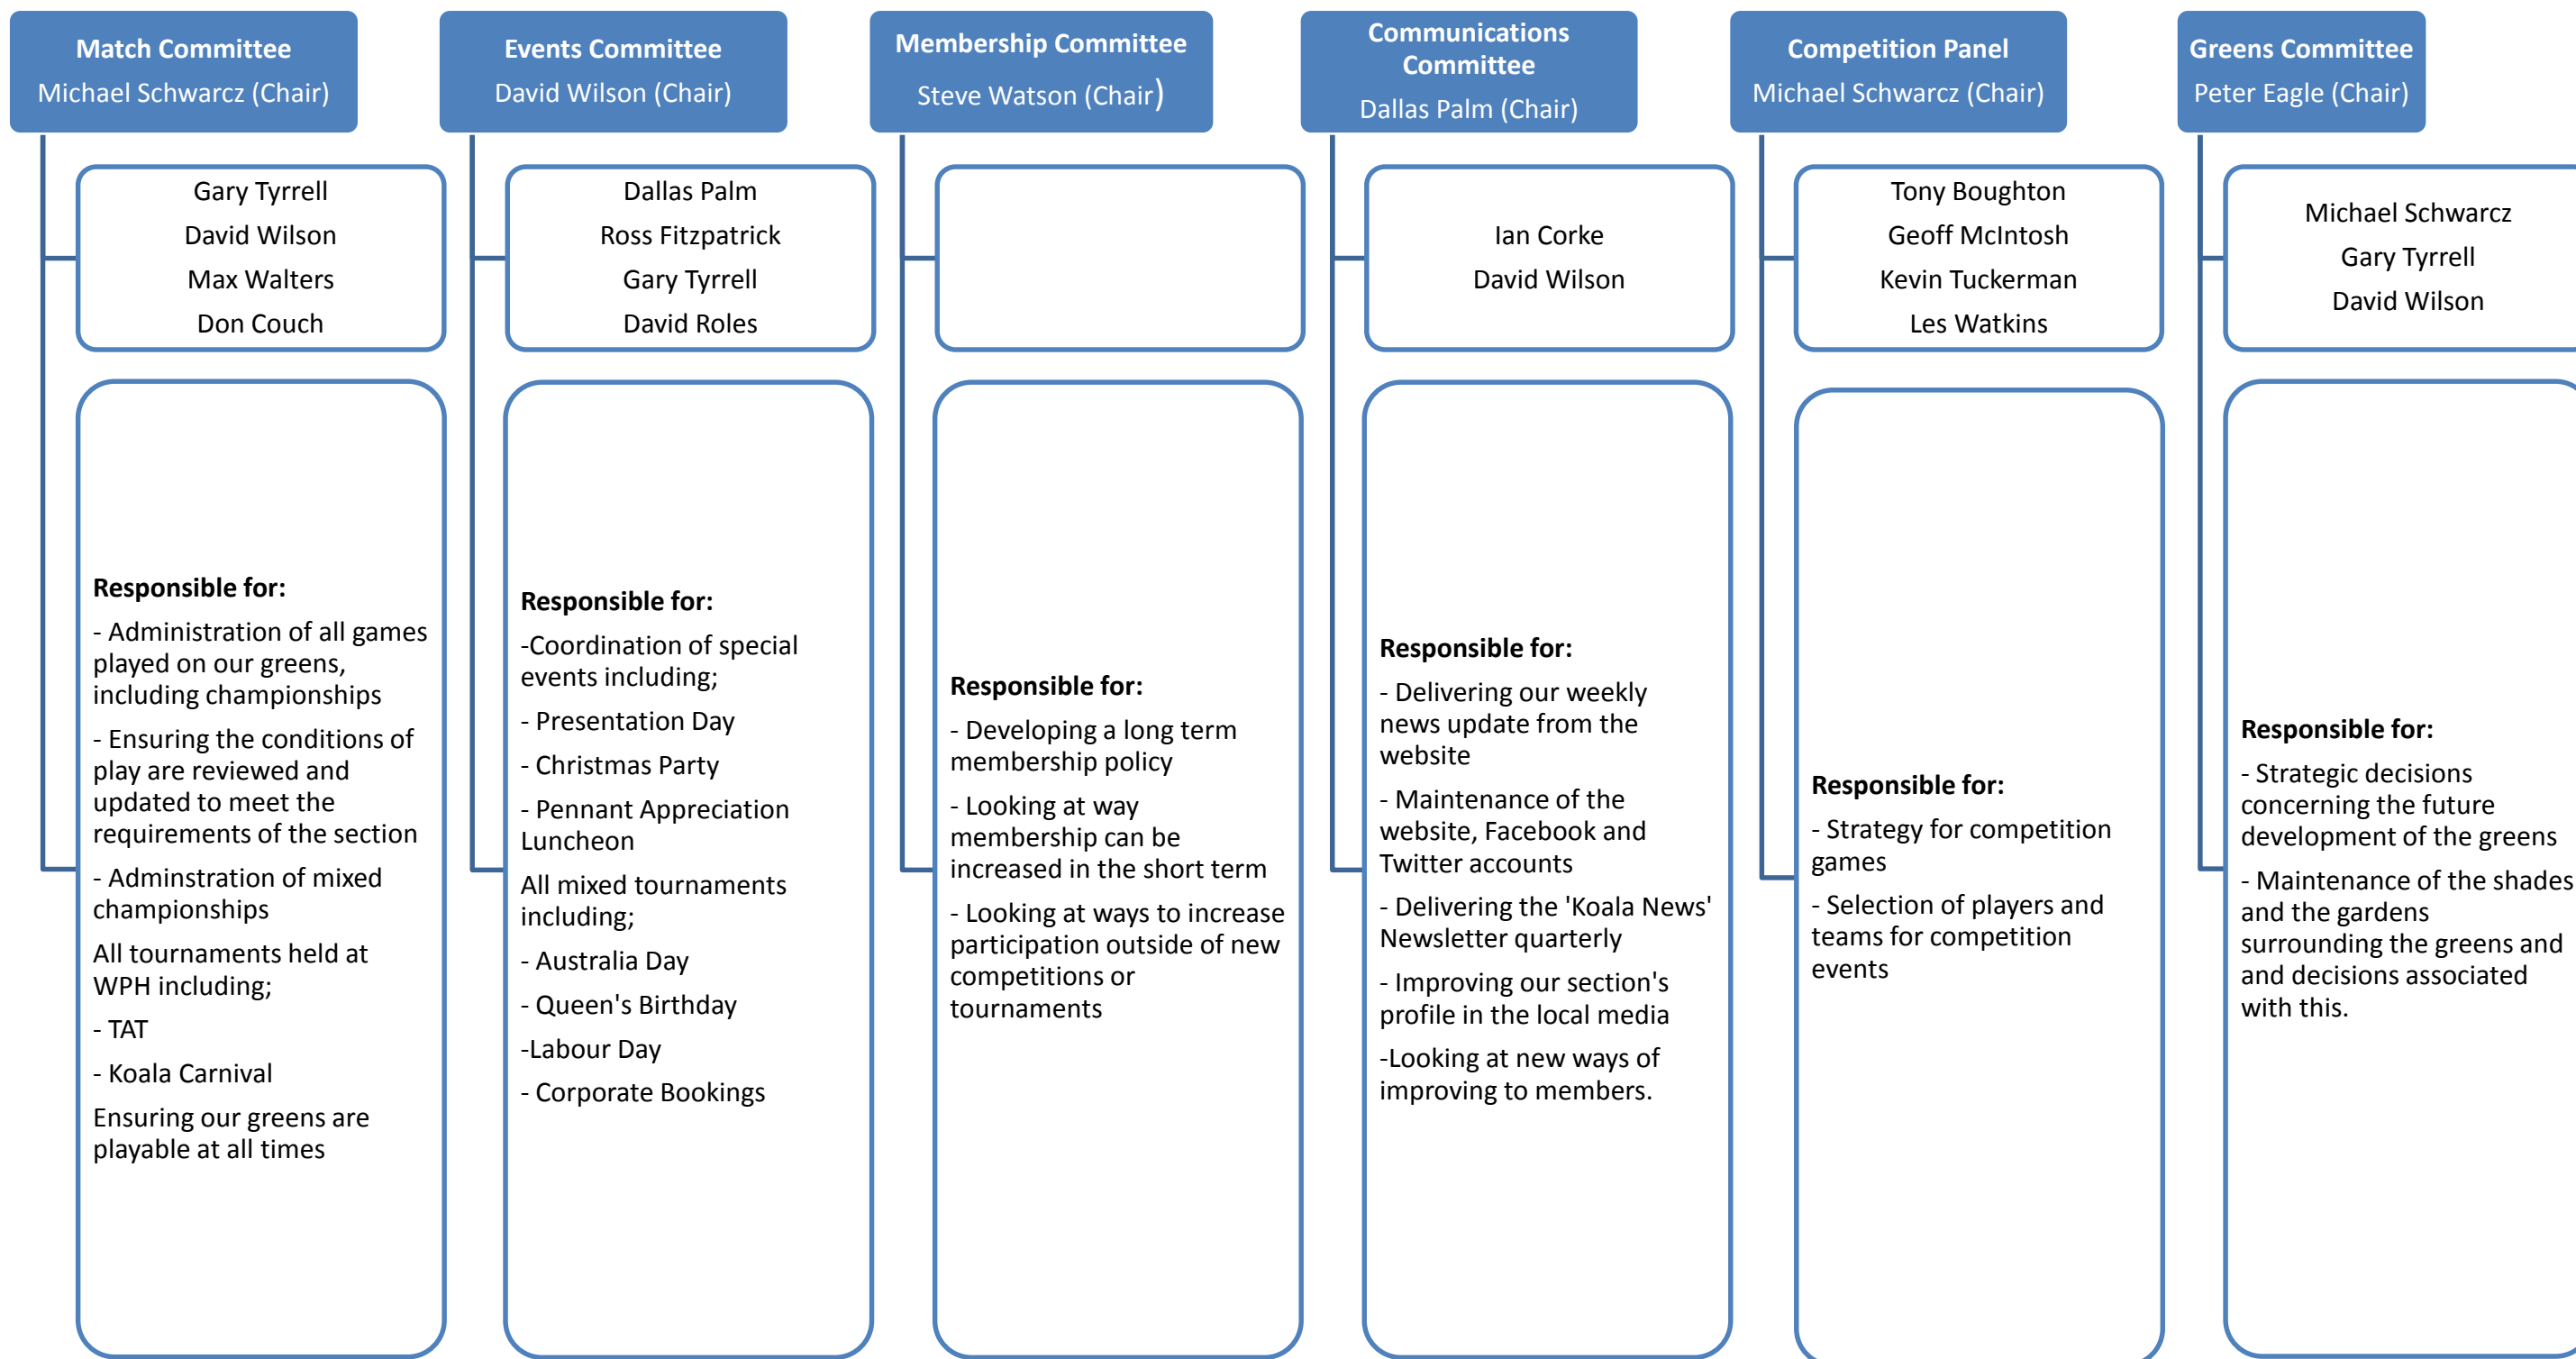 Match Committee
Michael Schwarcz (Chair)
Gary Tyrrell
David Wilson
Max Walters
Don Couch
Responsible for:
- Administration of all games
played on our greens,
including championships
- Ensuring the conditions of
play are reviewed and
updated to meet the
requirements of the section
- Adminstration of mixed
championships
All tournaments held at
WPH including;
- TAT
- Koala Carnival
Ensuring our greens are
playable at all times
Events Committee
David Wilson (Chair)
Dallas Palm
Ross Fitzpatrick
Gary Tyrrell
David Roles
Responsible for:
-Coordination of special
events including;
- Presentation Day
- Christmas Party
- Pennant Appreciation
Luncheon
All mixed tournaments
including;
- Australia Day
- Queen's Birthday
-Labour Day
- Corporate Bookings
Membership Committee
Steve Watson (Chair)
Responsible for:
- Developing a long term
membership policy
- Looking at way
membership can be
increased in the short term
- Looking at ways to increase
participation outside of new
competitions or
tournaments
Communications
Committee
Dallas Palm (Chair)
Ian Corke
David Wilson
Responsible for:
- Delivering our weekly
news update from the
website
- Maintenance of the
website, Facebook and
Twitter accounts
- Delivering the 'Koala News'
Newsletter quarterly
- Improving our section's
profile in the local media
-Looking at new ways of
improving to members.
Competition Panel
Michael Schwarcz (Chair)
Tony Boughton
Geoff McIntosh
Kevin Tuckerman
Les Watkins
Responsible for:
- Strategy for competition
games
- Selection of players and
teams for competition
events
Greens Committee
Peter Eagle (Chair)
Michael Schwarcz
Gary Tyrrell
David Wilson
Responsible for:
- Strategic decisions
concerning the future
development of the greens
- Maintenance of the shades
and the gardens
surrounding the greens and
and decisions associated
with this.